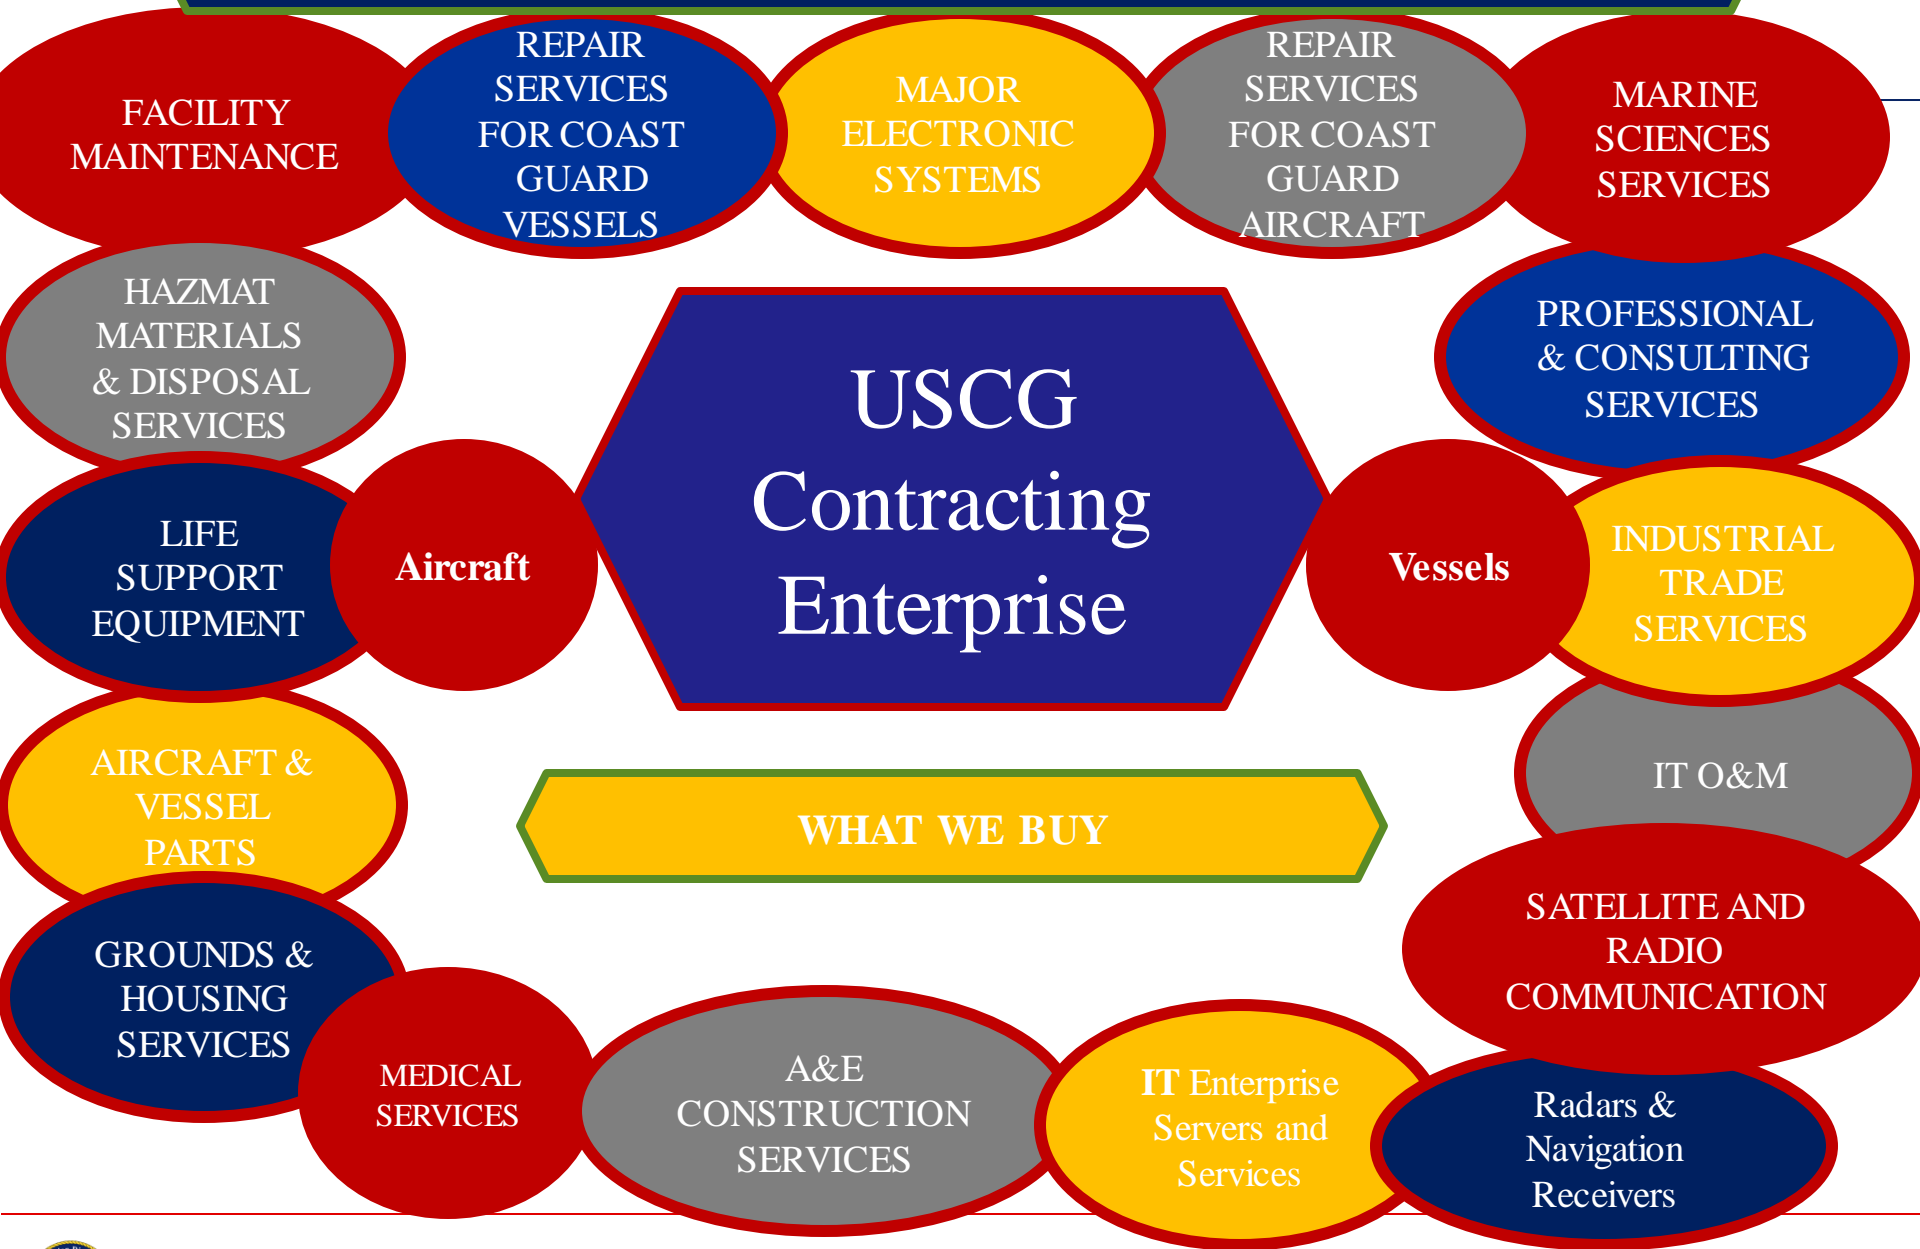 FACILITY
MAINTENANCE
REPAIR
SERVICES
FOR COAST
GUARD
VESSELS
MAJOR
ELECTRONIC
SYSTEMS
REPAIR
SERVICES
FOR COAST
GUARD
AIRCRAFT
MARINE
SCIENCES
SERVICES
HAZMAT
MATERIALS
& DISPOSAL
SERVICES
USCG
Contracting
Enterprise
PROFESSIONAL
& CONSULTING
SERVICES
LIFE
SUPPORT
EQUIPMENT
Aircraft
Vessels
INDUSTRIAL
TRADE
SERVICES
AIRCRAFT &
VESSEL
PARTS
WHAT WE BUY
IT O&M
GROUNDS &
HOUSING
SERVICES
SATELLITE AND
RADIO
COMMUNICATION
MEDICAL
SERVICES
A&E
CONSTRUCTION
SERVICES
IT Enterprise
Servers and
Services
Radars &
Navigation
Receivers